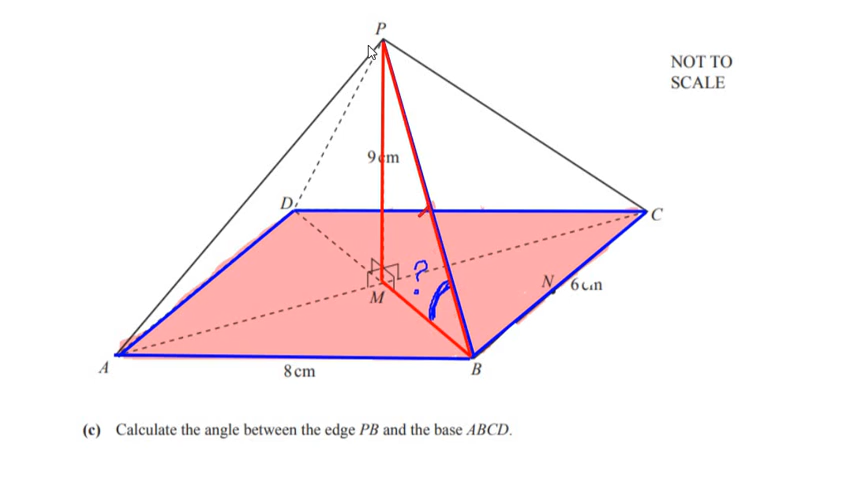 P
NOT TO
SCALE
9cm
D
C
?
N 6cm
M
A
B
8cm
(c) Calculate the angle between the edge PB and the base ABCD.